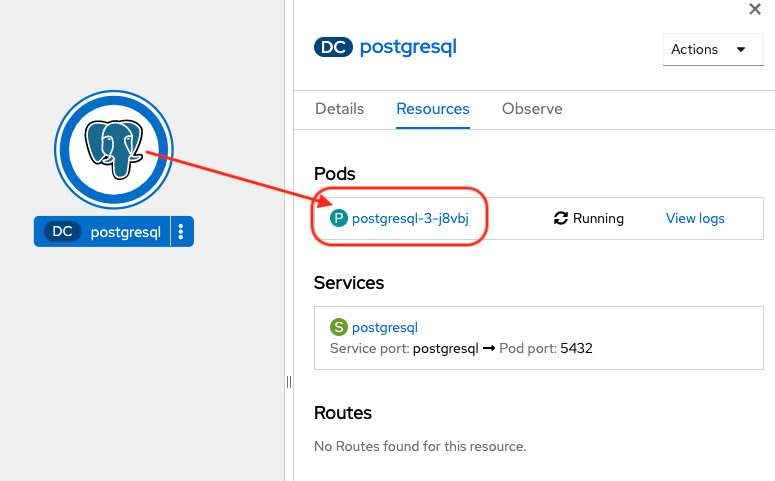 DC postgresql
Actions
Details Resources Observe
Pods
P postgresql-3-j8vbj Running View logs
DC postgresql
Services
S postgresql
Service port: postgresql → Pod port: 5432
Routes
No Routes found for this resource.